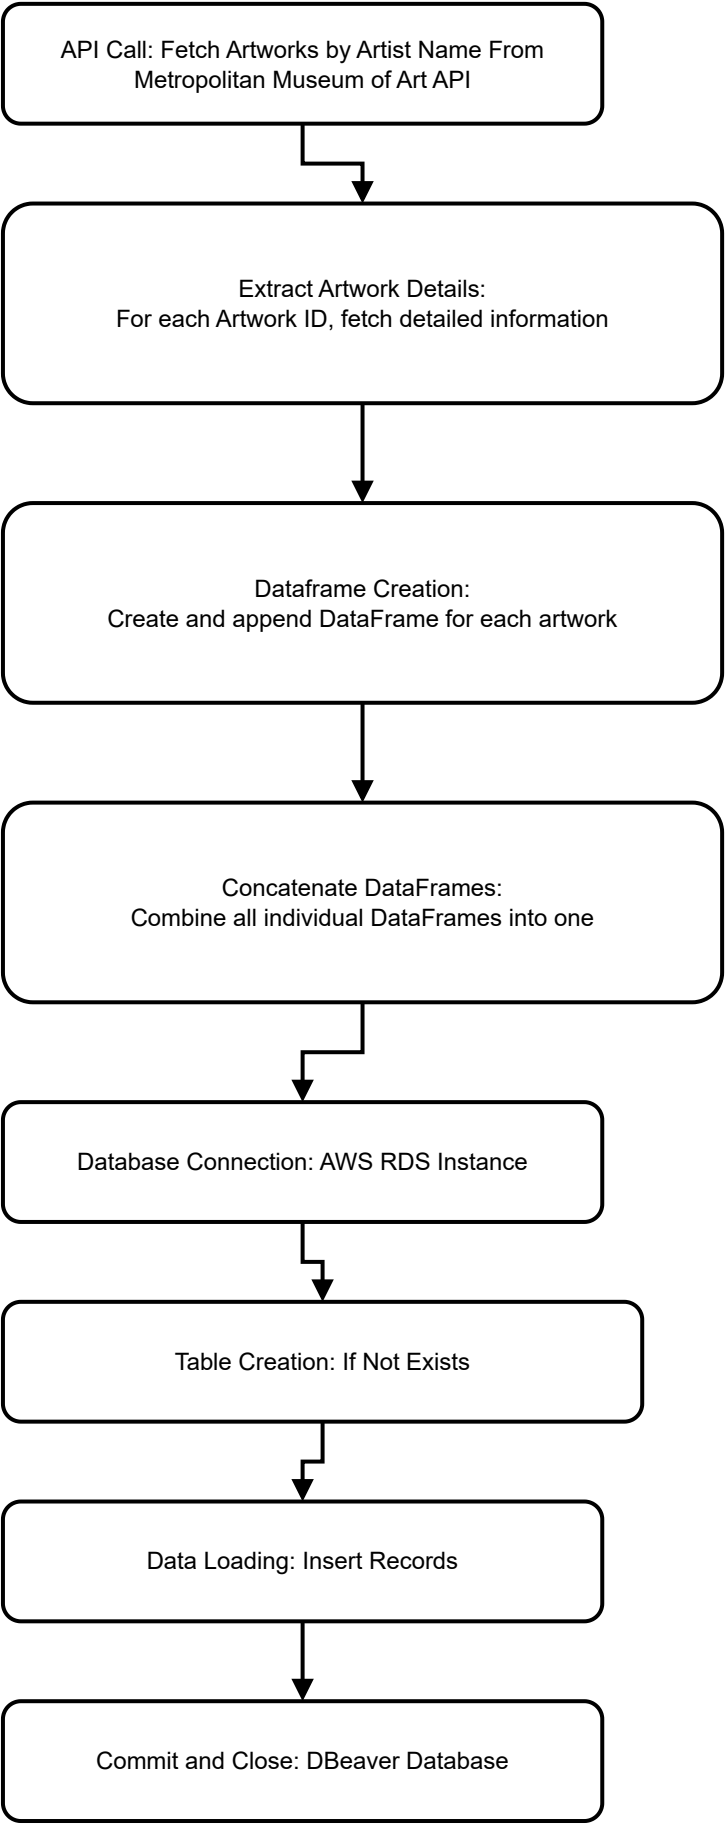 API Call: Fetch Artworks by Artist Name From
Metropolitan Museum of Art API
Extract Artwork Details:
For each Artwork ID, fetch detailed information
Dataframe Creation:
Create and append DataFrame for each artwork
Concatenate DataFrames:
Combine all individual DataFrames into one
Database Connection: AWS RDS Instance
Table Creation: If Not Exists
Data Loading: Insert Records
Commit and Close: DBeaver Database